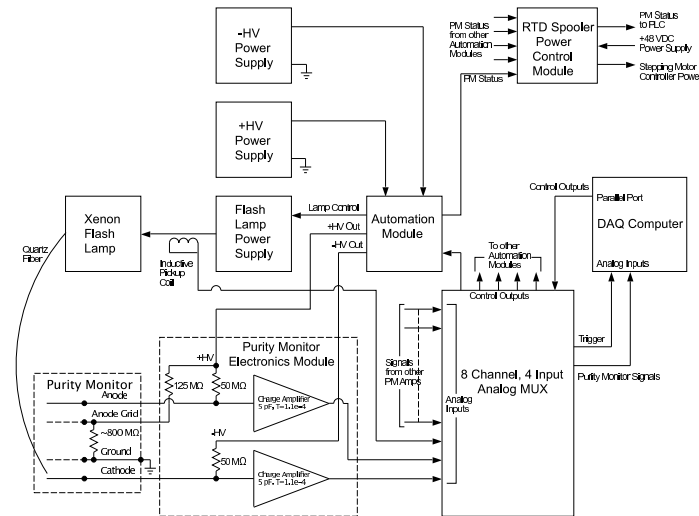 -HV
Power
Supply
PM Status
from other
Automation
Modules
PM Status
RTD Spooler
Power
Control
Module
PM Status
to PLC
+48 VDC
Power Supply
Stepping Motor
Controller Powe
+HV
Power
Supply
Xenon
Flash
Lamp
Quartz
Fiber
Inductive
Pickup
Coil
Flash
Lamp
Power
Supply
Lamp Control
+HV Out
-HV Out
Automation
Module
Control Outputs
Parallel Port
DAQ Computer
Analog Inputs
To other
Automation
Modules
Control Outputs
Trigger
Purity Monitor Signals
8 Channel, 4 Input
Analog MUX
Analog
Inputs
Signals
from other
PM Amps
Purity Monitor
Electronics Module
+HV
125 MΩ
50 MΩ
Charge Amplifier
5 pF, T=1.1e-4
-HV
50 MΩ
Charge Amplifier
5 pF, T=1.1e-4
Purity Monitor
Anode
Anode Grid
~800 MΩ
Ground
Cathode